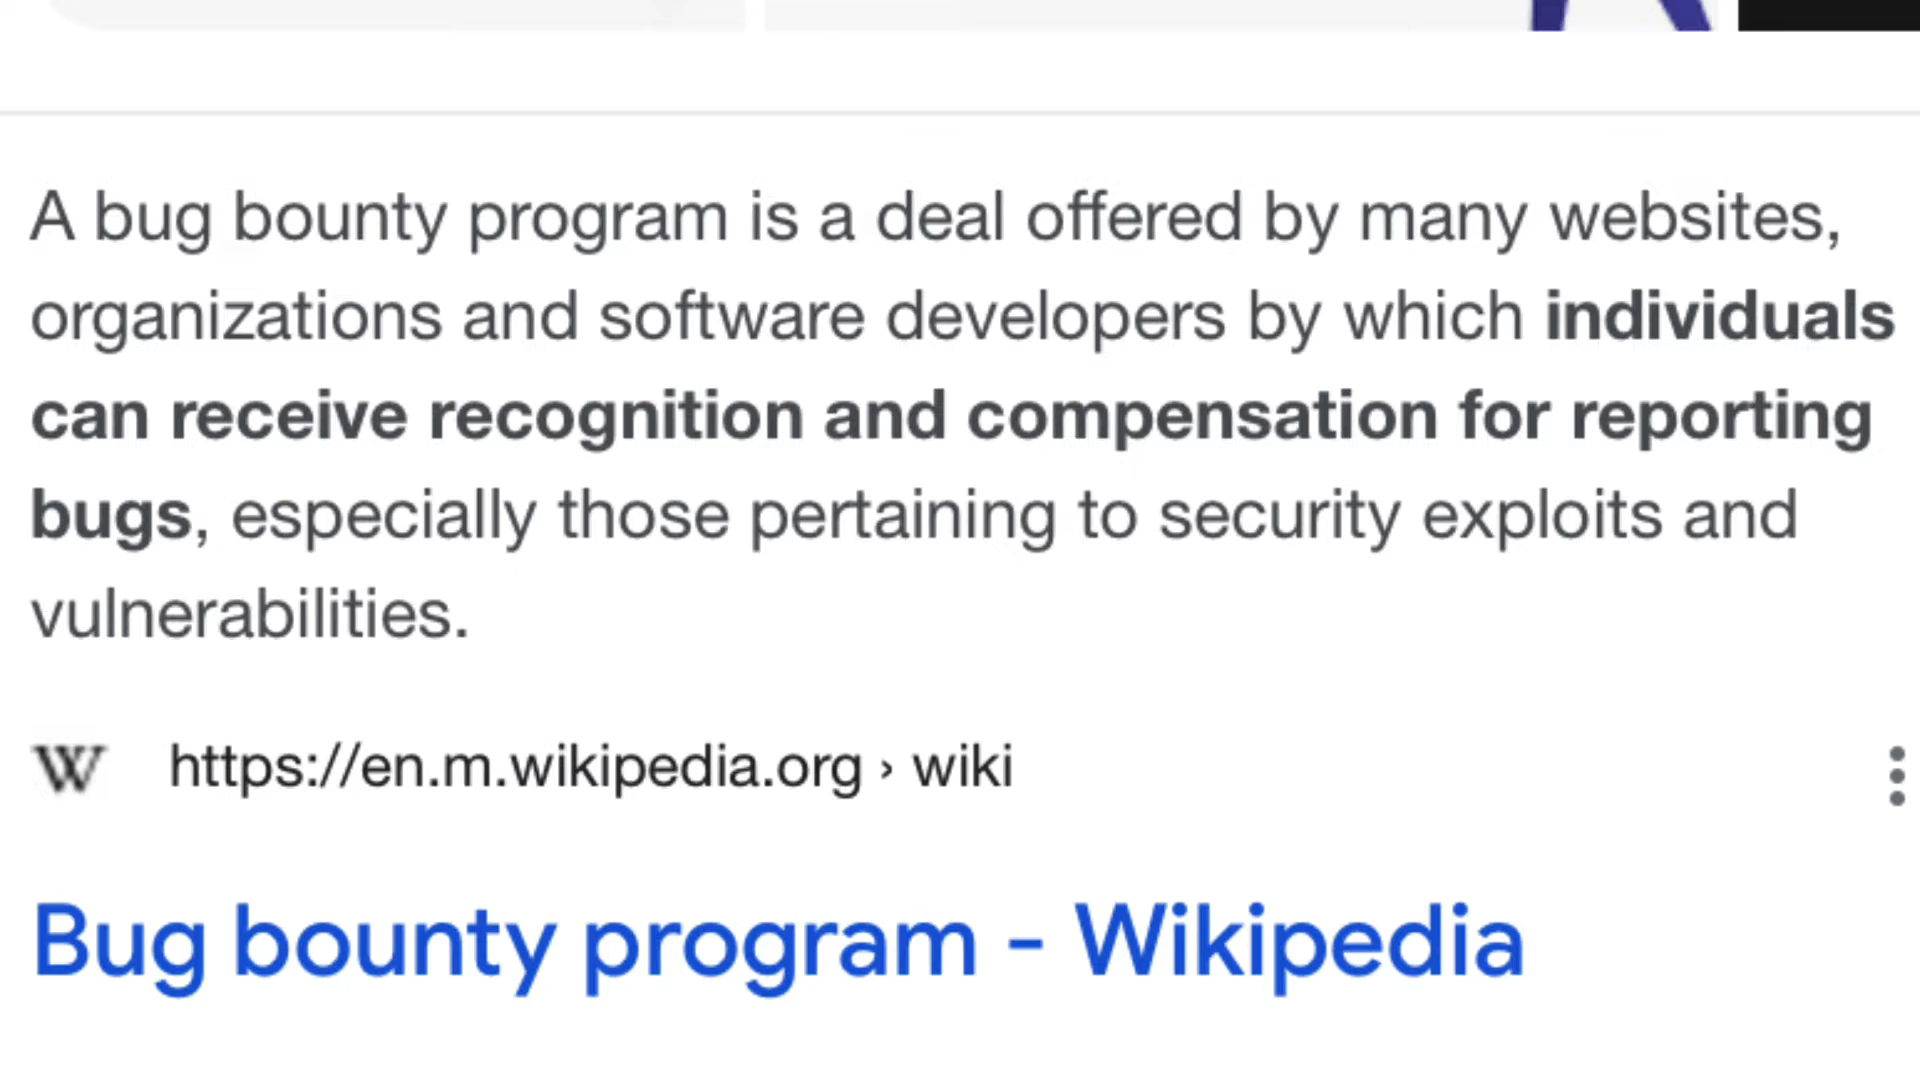 A bug bounty program is a deal offered by many websites,
organizations and software developers by which individuals
can receive recognition and compensation for reporting
bugs, especially those pertaining to security exploits and
vulnerabilities.
W https://en.m.wikipedia.org › wiki
Bug bounty program - Wikipedia